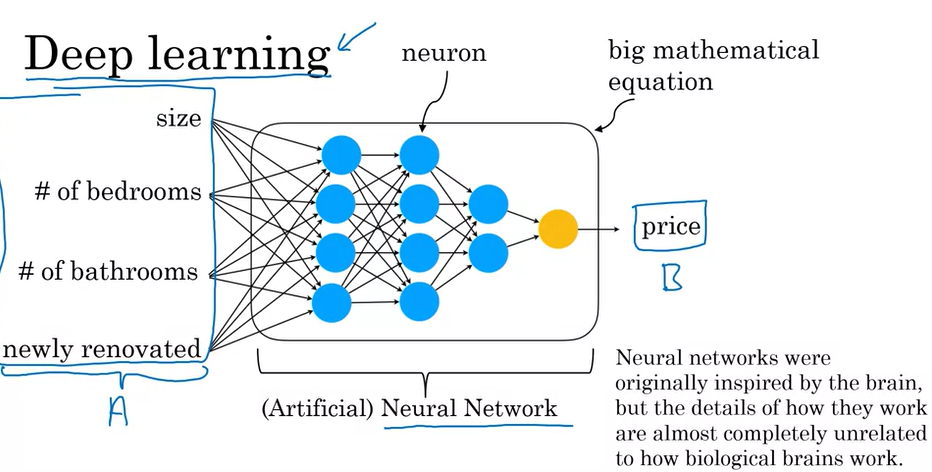 Deep learning
neuron
big mathematical
equation
size
# of bedrooms
# of bathrooms
newly renovated
A
price
B
(Artificial) Neural Network
Neural networks were
originally inspired by the brain,
but the details of how they work
are almost completely unrelated
to how biological brains work.